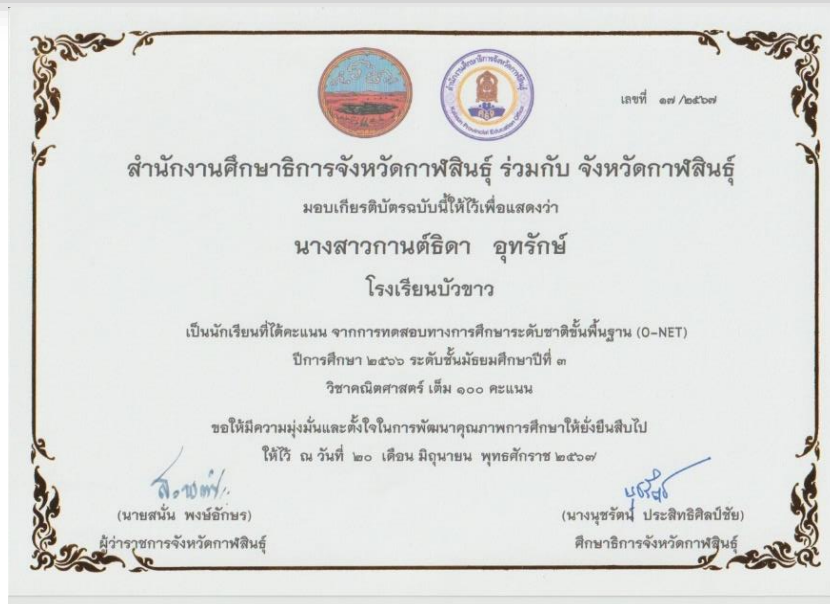 เลขที่ ๑๗ /๒๕๖๗
สำนักงานศึกษาธิการจังหวัดกาฬสินธุ์ ร่วมกับ จังหวัดกาฬสินธุ์
มอบเกียรติบัตรฉบับนี้ให้ไว้เพื่อแสดงว่า
นางสาวกานต์ธิดา อุทรักษ์
โรงเรียนบัวขาว
เป็นนักเรียนที่ได้คะแนน จากการทดสอบทางการศึกษาระดับชาติขั้นพื้นฐาน (O-NET)
ปีการศึกษา ๒๕๖๖ ระดับชั้นมัธยมศึกษาปีที่ ๓
วิชาคณิตศาสตร์ เต็ม ๑๐๐ คะแนน
ขอให้มีความมุ่งมั่นและตั้งใจในการพัฒนาคุณภาพการศึกษาให้ยั่งยืนสืบไป
ให้ไว้ ณ วันที่ ๒๐ เดือน มิถุนายน พุทธศักราช ๒๕๖๗
(นายสนั่น พงษ์อักษร)
ผู้ว่าราชการจังหวัดกาฬสินธุ์
(นางนุชรัตน์ ประสิทธิศิลป์ชัย)
ศึกษาธิการจังหวัดกาฬสินธุ์